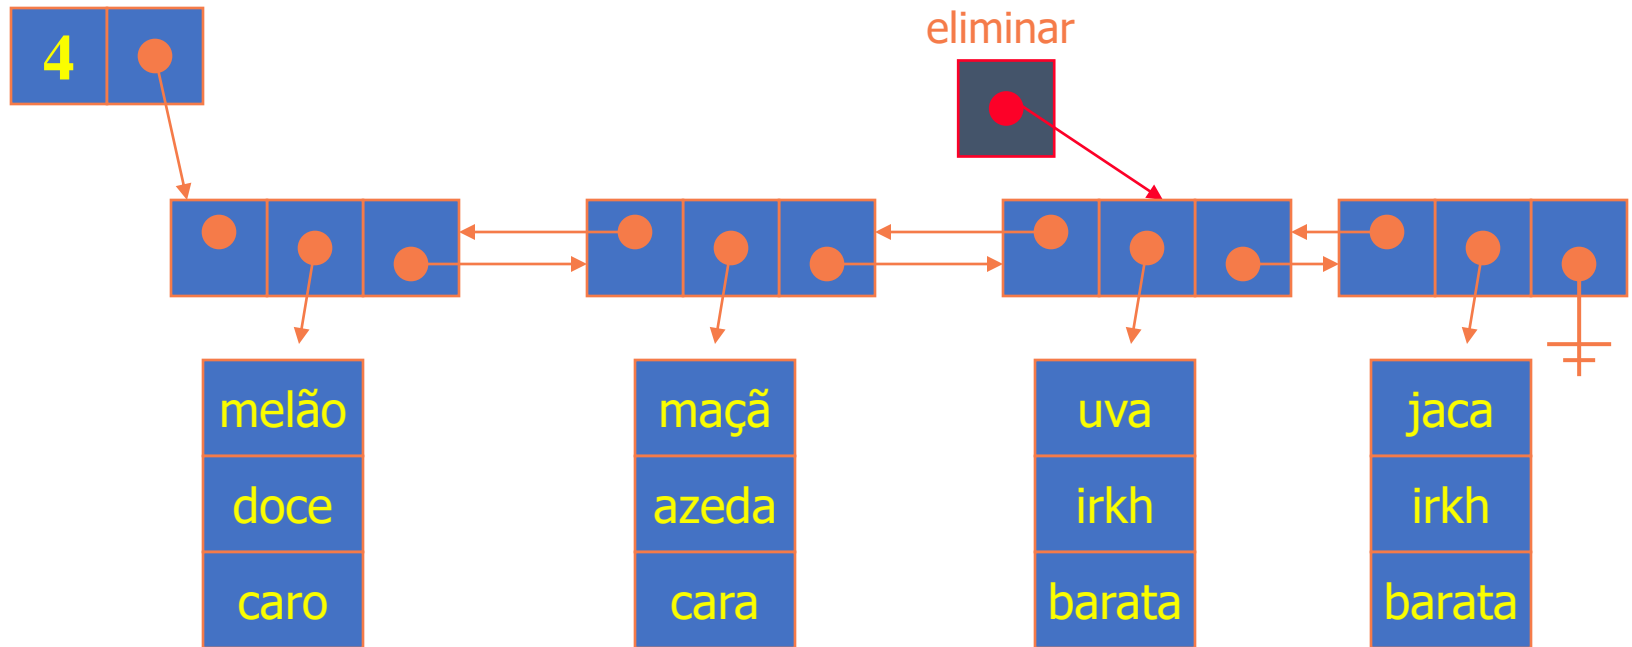 eliminar
4
melão
maçã
uva
jaca
doce
azeda
irkh
irkh
caro
cara
barata
barata